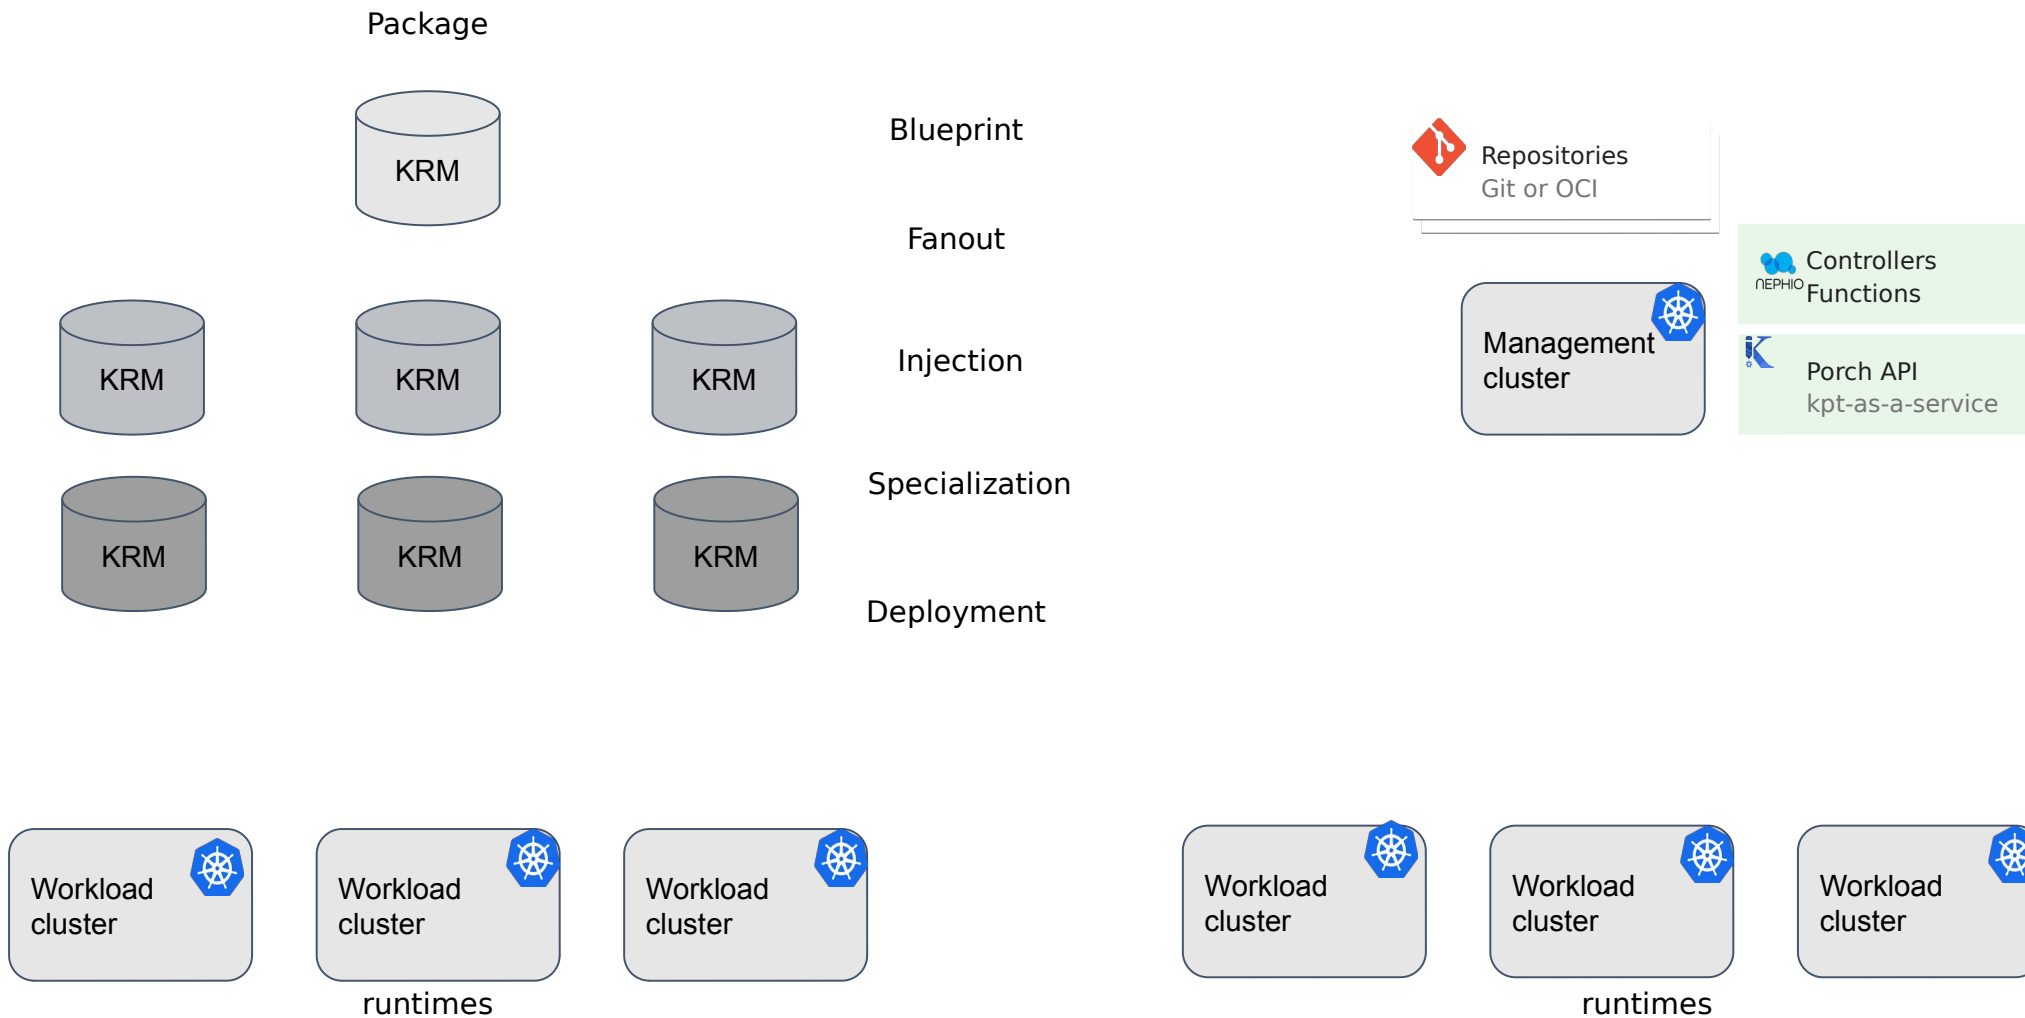 Package
KRM
Blueprint
Fanout
KRM
KRM
KRM
Injection
KRM
KRM
KRM
Specialization
Deployment
Workload
cluster
Workload
cluster
Workload
cluster
runtimes
Repositories
Git or OCI
Management
cluster
NEPHIO
Controllers
Functions
Porch API
kpt-as-a-service
Workload
cluster
Workload
cluster
Workload
cluster
runtimes